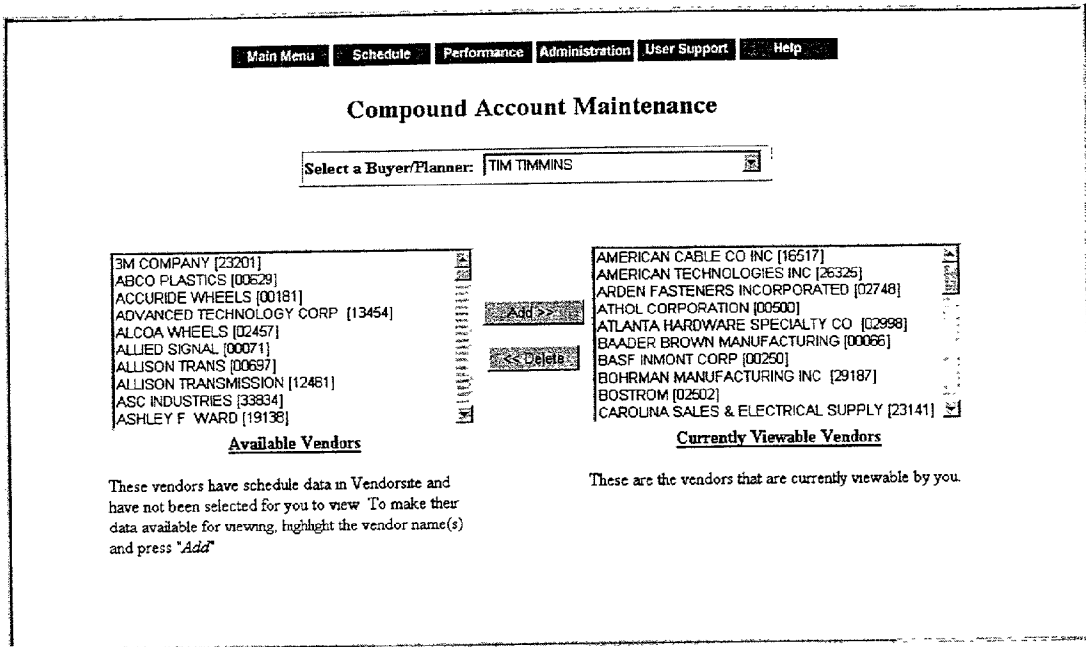 Main Menu Schedule Performance Administration User Support Help
Compound Account Maintenance
Select a Buyer/Planner: TIM TIMMINS
3M COMPANY [23201]
ABCO PLASTICS [00629]
ACCURIDE WHEELS [00181]
ADVANCED TECHNOLOGY CORP [13454]
ALCOA WHEELS [02457]
ALLIED SIGNAL [00071]
ALLISON TRANS [00697]
ALLISON TRANSMISSION [12481]
ASC INDUSTRIES [33834]
ASHLEY F WARD [19138]
Add >>
<< Delete
AMERICAN CABLE CO INC [16517]
AMERICAN TECHNOLOGIES INC [26325]
ARDEN FASTENERS INCORPORATED [02748]
ATHOL CORPORATION [00500]
ATLANTA HARDWARE SPECIALTY CO [02998]
BAADER BROWN MANUFACTURING [00066]
BASF INMONT CORP [00250]
BOHRMAN MANUFACTURING INC [29187]
BOSTROM [02502]
CAROLINA SALES & ELECTRICAL SUPPLY [23141]
Available Vendors
These vendors have schedule data in Vendorsite and
have not been selected for you to view To make their
data available for viewing, highlight the vendor name(s)
and press "Add"
Currently Viewable Vendors
These are the vendors that are currently viewable by you.